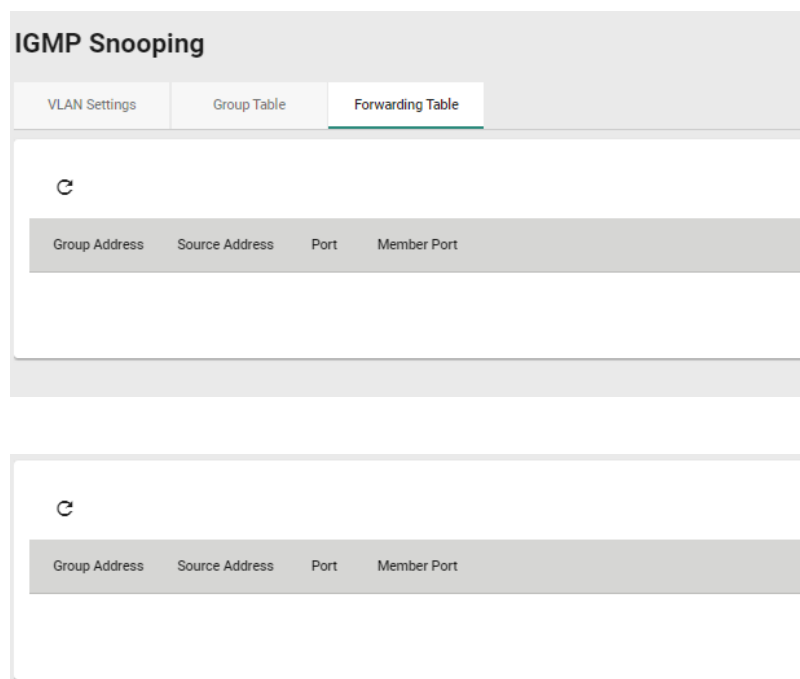 IGMP Snooping
VLAN Settings Group Table Forwarding Table
Group Address Source Address Port Member Port
Group Address Source Address Port Member Port